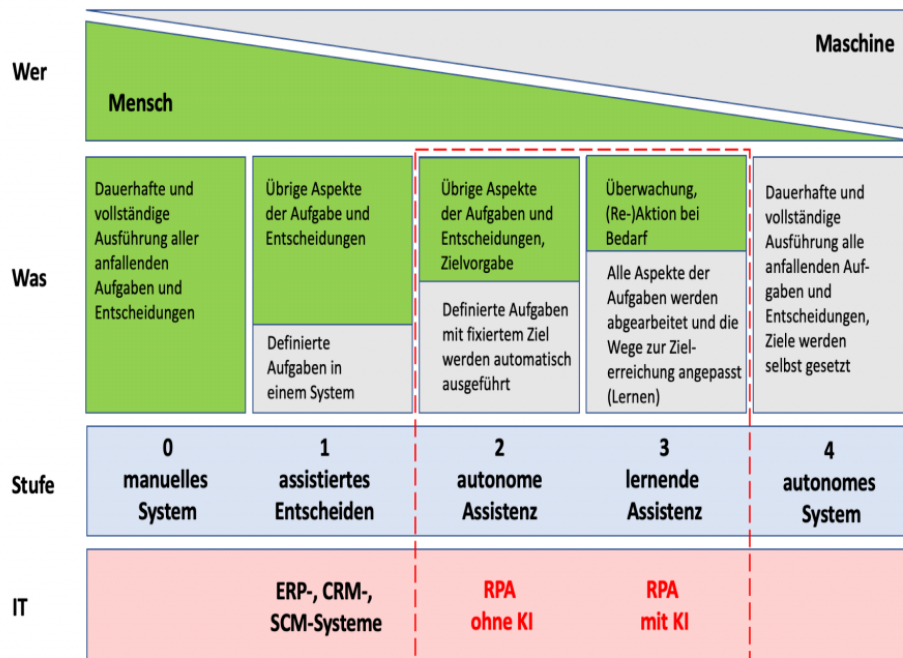 Wer
Maschine
Mensch
Was
Dauerhafte und
vollständige
Ausführung aller
anfallenden
Aufgaben und
Entscheidungen
Übrige Aspekte
der Aufgabe und
Entscheidungen
Definierte
Aufgaben in
einem System
Übrige Aspekte
der Aufgaben und
Entscheidungen,
Zielvorgabe
Definierte Aufgaben
mit fixiertem Ziel
werden automatisch
ausgeführt
Überwachung,
(Re-)Aktion bei
Bedarf
Alle Aspekte der
Aufgaben werden
abgearbeitet und die
Wege zur Ziel-
erreichung angepasst
(Lernen)
Dauerhafte und
vollständige
Ausführung alle
anfallenden Auf-
gaben und
Entscheidungen,
Ziele werden
selbst gesetzt
Stufe
0
manuelles
System
1
assistiertes
Entscheiden
2
autonome
Assistenz
3
lernende
Assistenz
4
autonomes
System
IT
ERP-, CRM-,
SCM-Systeme
RPA
ohne KI
RPA
mit KI